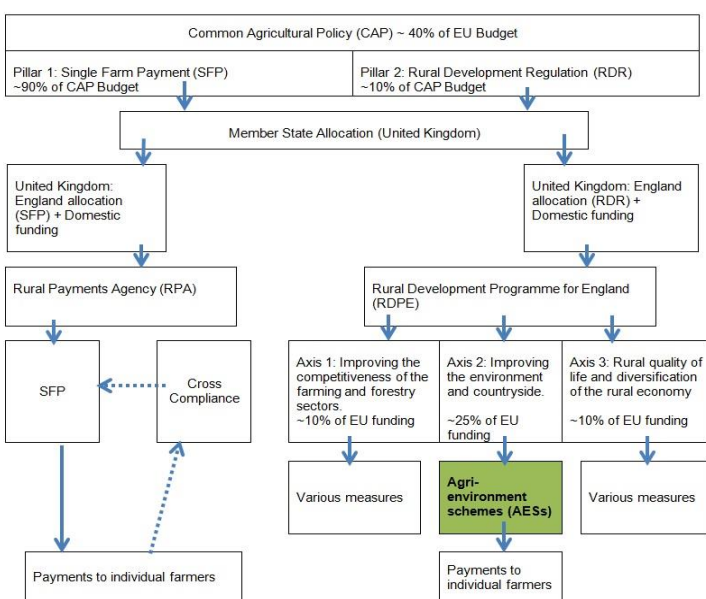 Common Agricultural Policy (CAP) ~ 40% of EU Budget
Pillar 1: Single Farm Payment (SFP)
~90% of CAP Budget
Pillar 2: Rural Development Regulation (RDR)
~10% of CAP Budget
Member State Allocation (United Kingdom)
United Kingdom:
England allocation
(SFP) + Domestic
funding
United Kingdom: England
allocation (RDR) +
Domestic funding
Rural Payments Agency (RPA)
Rural Development Programme for England
(RDPE)
SFP
Cross
Compliance
Axis 1: Improving the
competitiveness of the
farming and forestry
sectors.
~10% of EU funding
Axis 2: Improving
the environment
and countryside.
~25% of EU
funding
Axis 3: Rural quality of
life and diversification
of the rural economy
~10% of EU funding
Various measures
Agri-
environment
schemes (AESs)
Various measures
Payments to individual farmers
Payments to
individual farmers